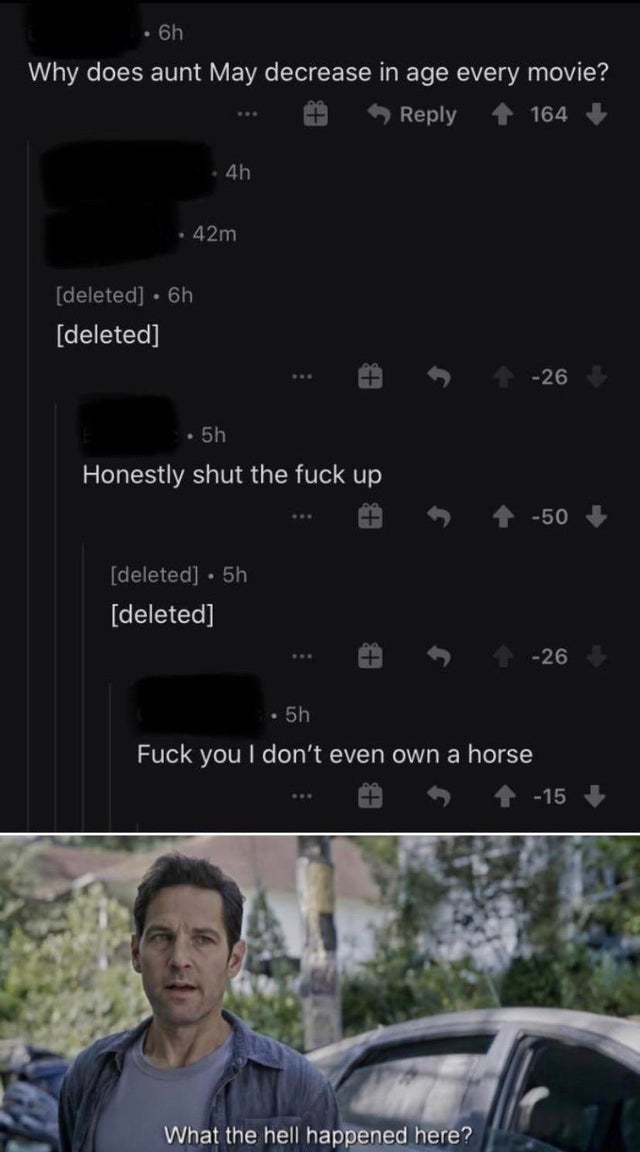 • 6h
Why does aunt May decrease in age every movie?
... Reply 164
• 4h
• 42m
[deleted] • 6h
[deleted]
... -26
• 5h
Honestly shut the fuck up
... -50
[deleted] • 5h
[deleted]
... -26
• 5h
Fuck you I don't even own a horse
... -15
What the hell happened here?